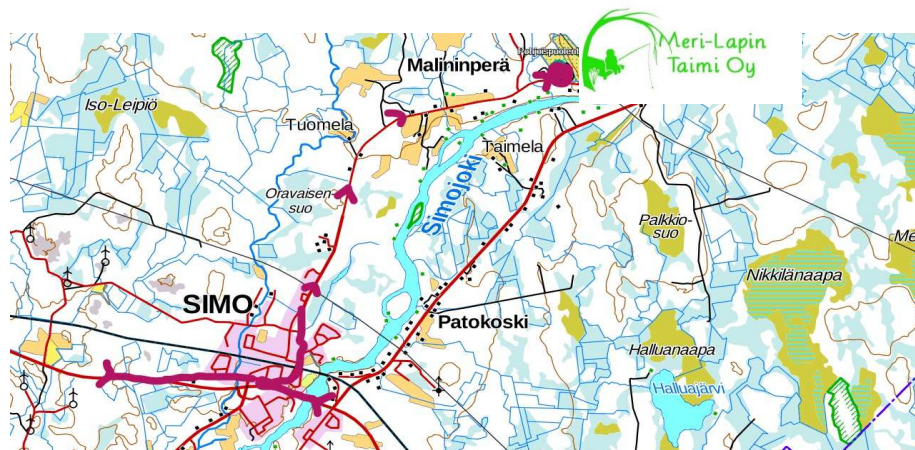 Meri-Lapin
Taimi Oy
Malininperä
Iso-Leipiö
Tuomela
Taimela
Simojoki
Oravaisen-
suo
Palkkio-
suo
Nikkilänaapa
SIMO
Patokoski
Halluanaapa
Halluajärvi